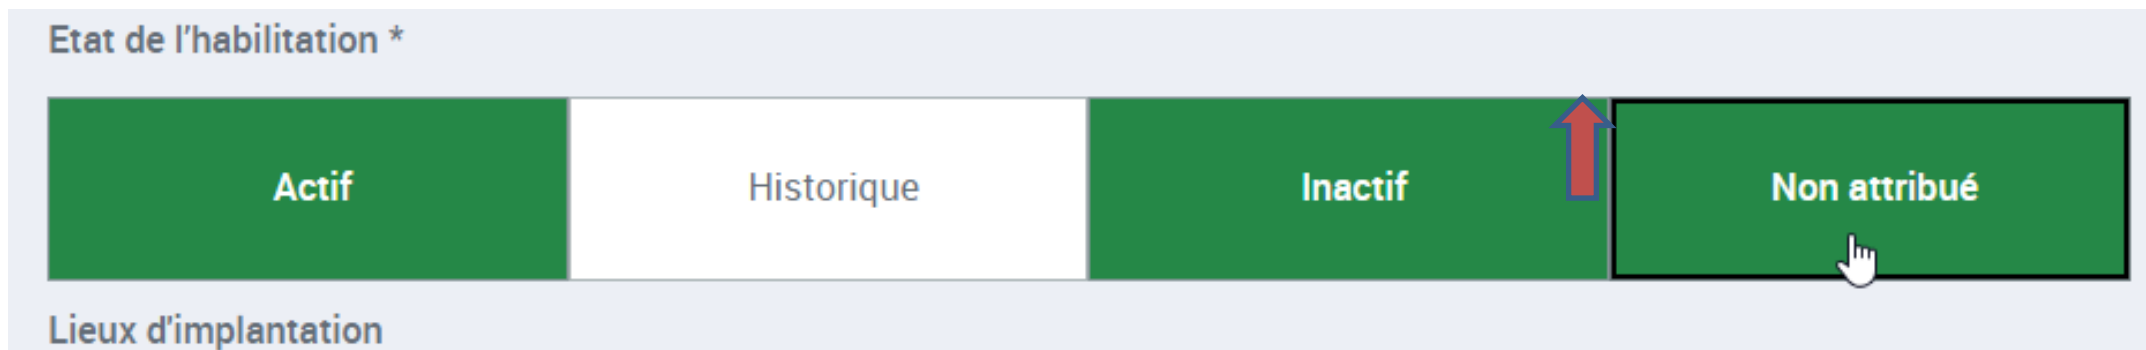 Etat de l'habilitation *
Actif Historique Inactif Non attribué
Lieux d'implantation